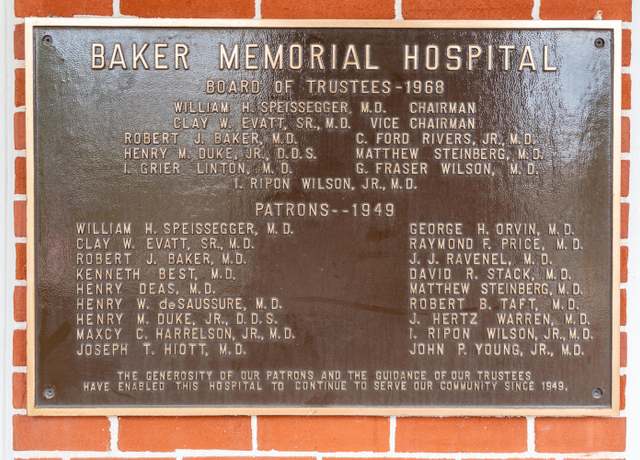 BAKER MEMORIAL HOSPITAL
BOARD OF TRUSTEES-1968
WILLIAM H. SPEISSEGGER, M.D. CHAIRMAN
CLAY W. EVATT, SR., M.D. VICE CHAIRMAN
ROBERT J. BAKER, M.D. C. FORD RIVERS, JR., M.D.
HENRY M. DUKE, JR., D.D.S. MATTHEW STEINBERG, M.D.
I. GRIER LINTON, M.D. G. FRASER WILSON, M.D.
I. RIPON WILSON, JR., M.D.
PATRONS--1949
WILLIAM H. SPEISSEGGER, M.D. GEORGE H. ORVIN, M.D.
CLAY W. EVATT, SR., M.D. RAYMOND F. PRICE, M.D.
ROBERT J. BAKER, M.D. J. J. RAVENEL, M.D.
KENNETH BEST, M.D. DAVID R. STACK, M.D.
HENRY DEAS, M.D. MATTHEW STEINBERG, M.D.
HENRY W. deSAUSSURE, M.D. ROBERT B. TAFT, M.D.
HENRY M. DUKE, JR., D.D.S. J. HERTZ WARREN, M.D.
MAXCY C. HARRELSON, JR., M.D. I. RIPON WILSON, JR., M.D.
JOSEPH T. HIOTT, M.D. JOHN P. YOUNG, JR., M.D.
THE GENEROSITY OF OUR PATRONS AND THE GUIDANCE OF OUR TRUSTEES
HAVE ENABLED THIS HOSPITAL TO CONTINUE TO SERVE OUR COMMUNITY SINCE 1949.